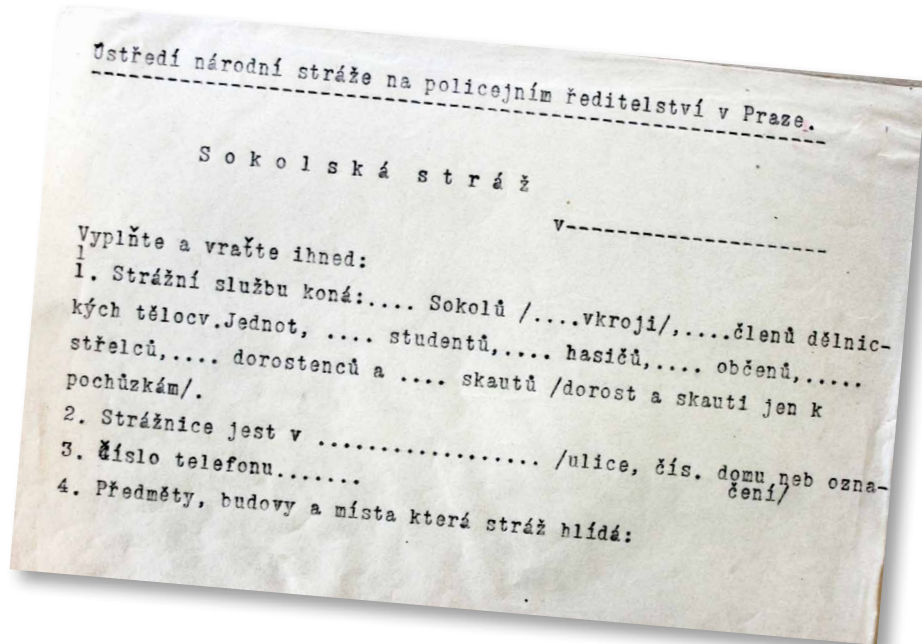 Ústředí národní stráže na policejním ředitelství v Praze.
S o k o l s k á  s t r á ž
v--------------------
Vyplňte a vraťte ihned:
1. Strážní službu koná:.... Sokolů /....vkroji/,....členů dělnic-
kých tělocv.Jednot, .... studentů,.... hasičů,.... občenů,.....
střelců,.... dorostenců a .... skautů /dorost a skauti jen k
pochůzkám/.
2. Strážnice jest v .................. /ulice, čís. domu neb ozna-
čení/
3. Číslo telefonu.......
4. Předměty, budovy a místa která stráž hlídá: